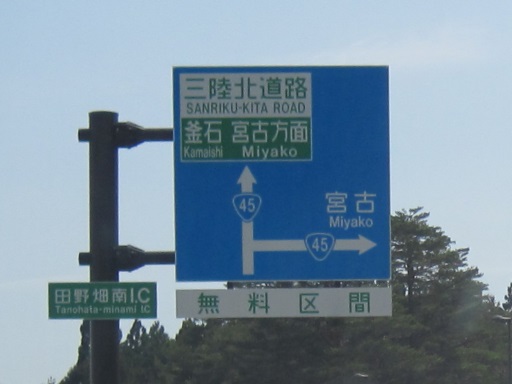 三陸北道路
SANRIKU-KITA ROAD
釜石 宮古方面
Kamaishi Miyako
45
宮古
Miyako
45
田野畑南I.C
Tanohata-minami IC
無料区間